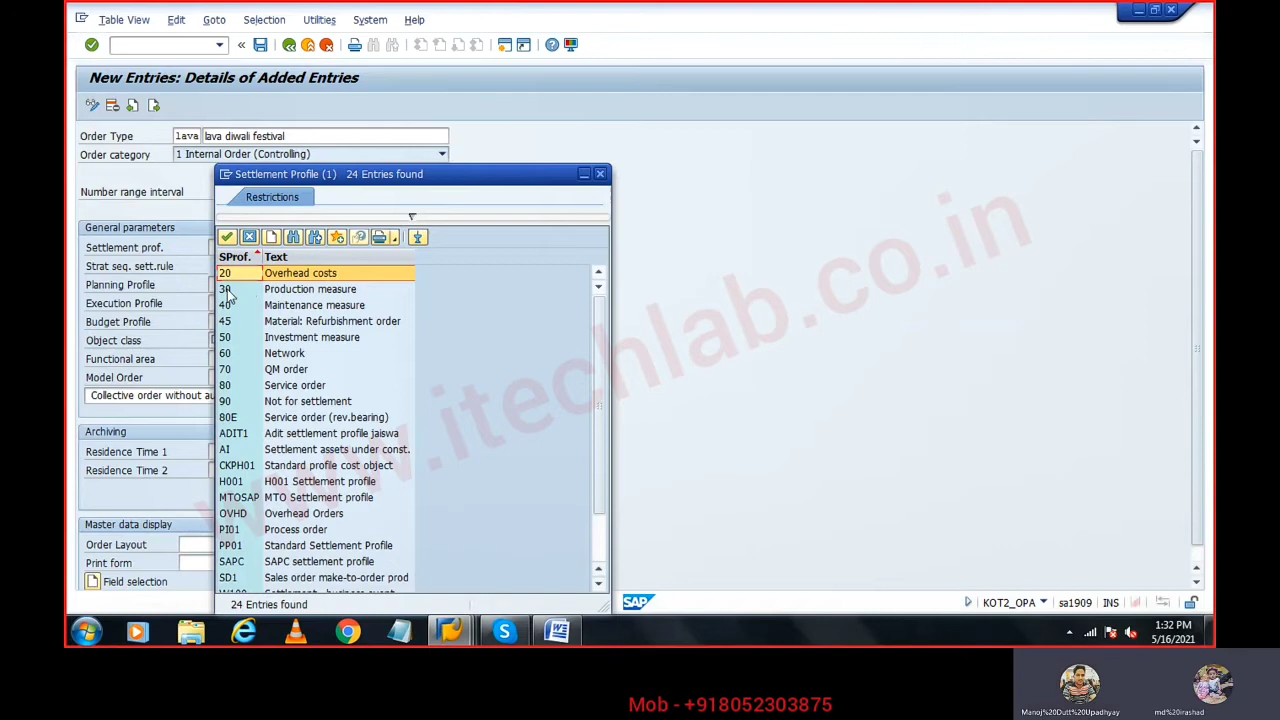 Table View Edit Goto Selection Utilities System Help
New Entries: Details of Added Entries
Order Type lava lava diwali festival
Order category 1 Internal Order (Controlling)
Number range interval
General parameters
Settlement prof.
Strat seq. sett.rule
Planning Profile
Execution Profile
Budget Profile
Object class
Functional area
Model Order
Collective order without au
Archiving
Residence Time 1
Residence Time 2
Master data display
Order Layout
Print form
Field selection
Settlement Profile (1) 24 Entries found
Restrictions
SProf. Text
20 Overhead costs
30 Production measure
40 Maintenance measure
45 Material: Refurbishment order
50 Investment measure
60 Network
70 QM order
80 Service order
90 Not for settlement
80E Service order (rev.bearing)
ADIT1 Adit settlement profile jaiswa
AI Settlement assets under const.
CKPH01 Standard profile cost object
H001 H001 Settlement profile
MTOSAP MTO Settlement profile
OVHD Overhead Orders
PI01 Process order
PP01 Standard Settlement Profile
SAPC SAPC settlement profile
SD1 Sales order make-to-order prod
24 Entries found
www.itechlab.co.in
SAP
KOT2_OPA sa1909 INS
1:32 PM
5/16/2021
Mob - +918052303875
Manoj%20Dutt%20Upadhyay
md%20irashad